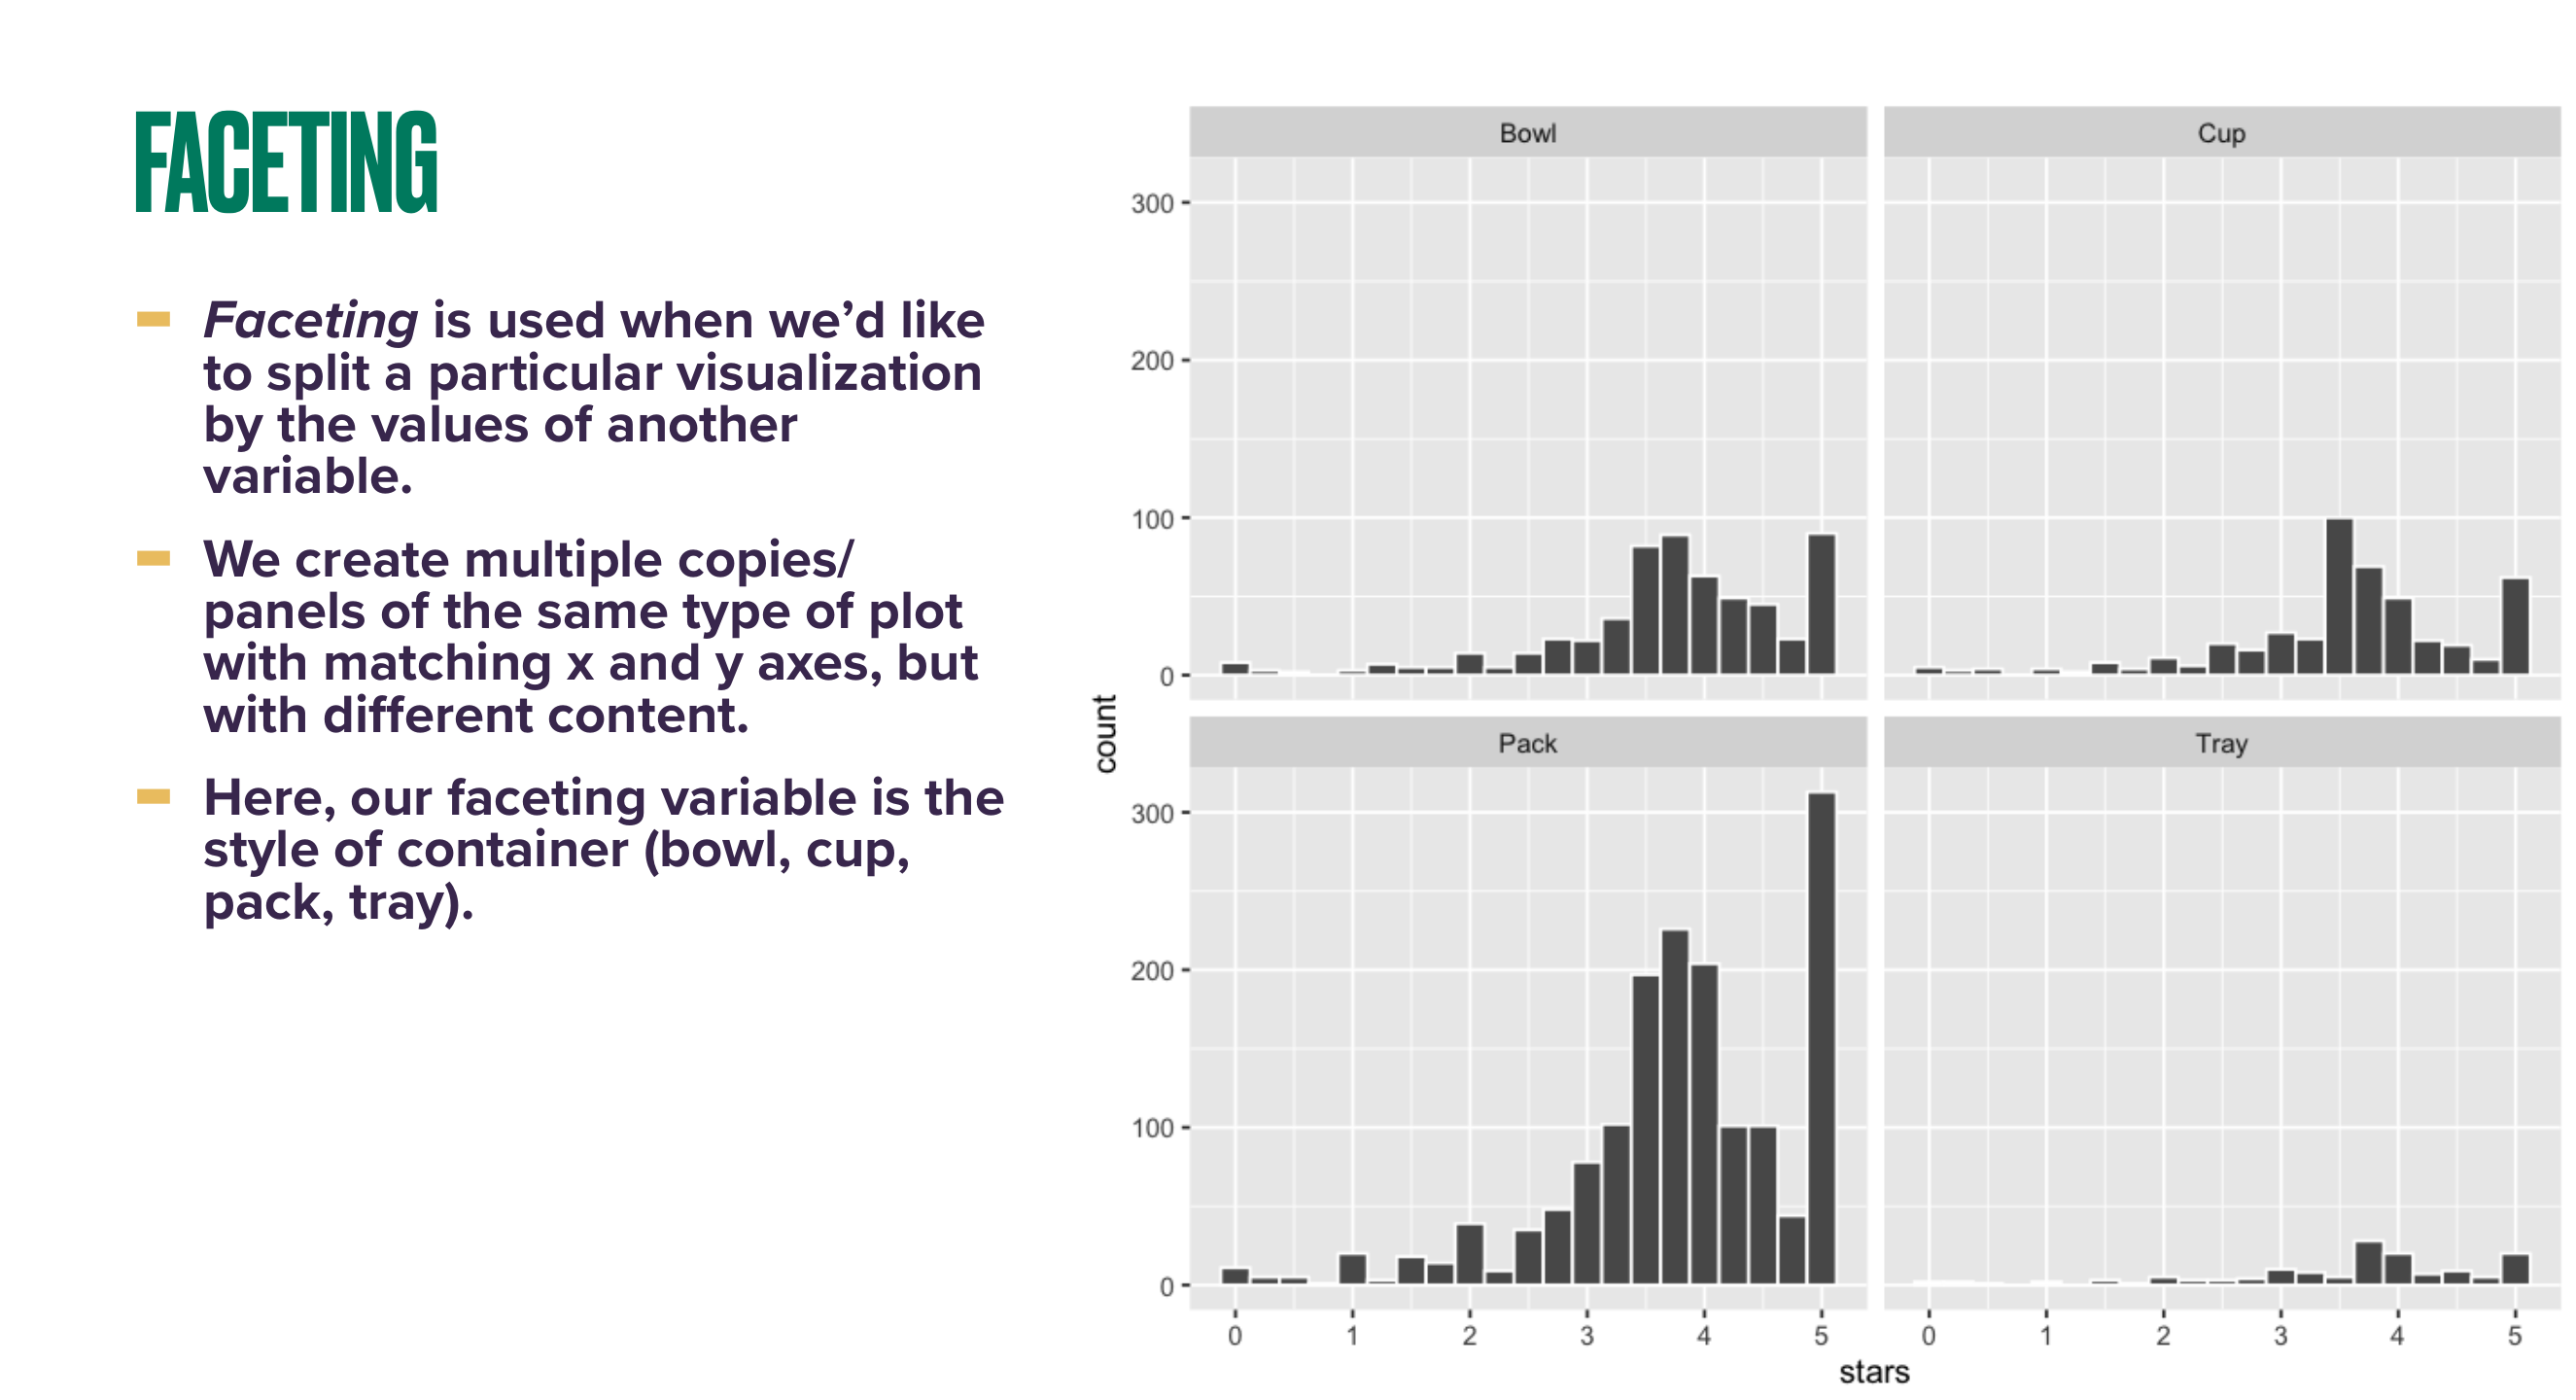 FACETING
Faceting is used when we’d like
to split a particular visualization
by the values of another
variable.
We create multiple copies/
panels of the same type of plot
with matching x and y axes, but
with different content.
Here, our faceting variable is the
style of container (bowl, cup,
pack, tray).
Bowl
Cup
300
200
100
0
count
Pack
Tray
300
200
100
0
0 1 2 3 4 5
0 1 2 3 4 5
stars